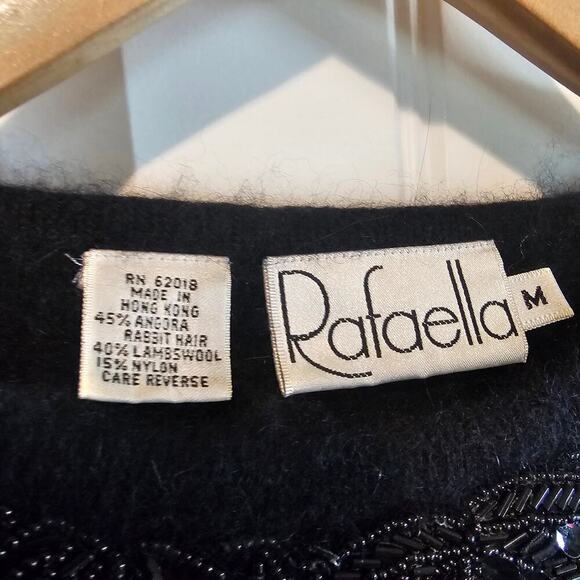 RN 62018
MADE IN
HONG KONG
45% ANGORA
RABBIT HAIR
40% LAMBSWOOL
15% NYLON
CARE REVERSE
Rafaella
M